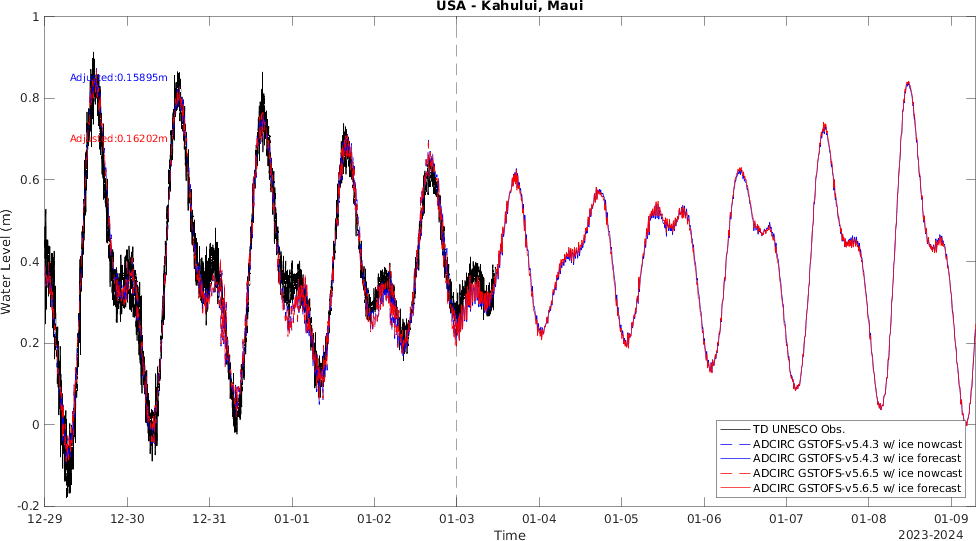 USA - Kahului, Maui
1
0.8
0.6
0.4
0.2
0
-0.2
Water Level (m)
Adjusted:0.15895m
Adjusted:0.16202m
TD UNESCO Obs.
ADCIRC GSTOFS-v5.4.3 w/ ice nowcast
ADCIRC GSTOFS-v5.4.3 w/ ice forecast
ADCIRC GSTOFS-v5.6.5 w/ ice nowcast
ADCIRC GSTOFS-v5.6.5 w/ ice forecast
12-29 12-30 12-31 01-01 01-02 01-03 01-04 01-05 01-06 01-07 01-08 01-09
Time
2023-2024